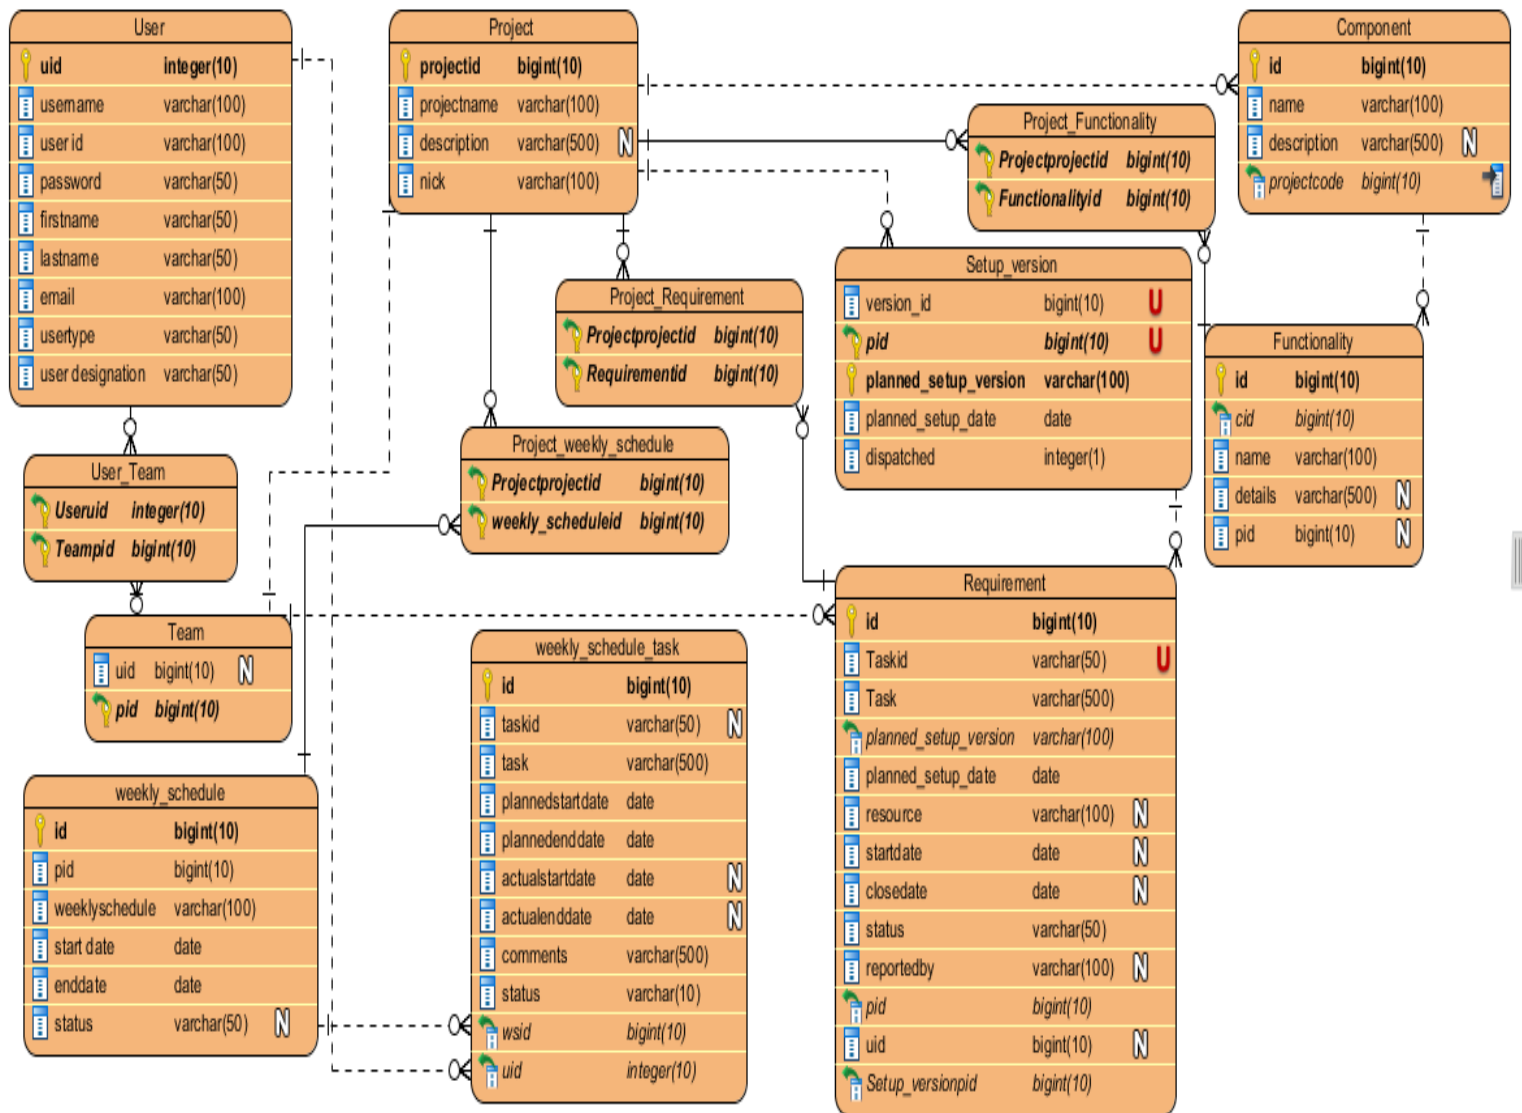 User
uid integer(10)
username varchar(100)
user id varchar(100)
password varchar(50)
firstname varchar(50)
lastname varchar(50)
email varchar(100)
usertype varchar(50)
user designation varchar(50)
Project
projectid bigint(10)
projectname varchar(100)
description varchar(500) N
nick varchar(100)
Component
id bigint(10)
name varchar(100)
description varchar(500) N
projectcode bigint(10)
Project_Functionality
Projectprojectid bigint(10)
Functionalityid bigint(10)
Setup_version
version_id bigint(10) U
pid bigint(10) U
planned_setup_version varchar(100)
planned_setup_date date
dispatched integer(1)
Project_Requirement
Projectprojectid bigint(10)
Requirementid bigint(10)
Functionality
id bigint(10)
cid bigint(10)
name varchar(100)
details varchar(500) N
pid bigint(10) N
Project_weekly_schedule
Projectprojectid bigint(10)
weekly_scheduleid bigint(10)
User_Team
Useruid integer(10)
Teampid bigint(10)
Team
uid bigint(10) N
pid bigint(10)
weekly_schedule
id bigint(10)
pid bigint(10)
weeklyschedule varchar(100)
start date date
enddate date
status varchar(50) N
weekly_schedule_task
id bigint(10)
taskid varchar(50) N
task varchar(500)
plannedstartdate date
plannedenddate date
actualstartdate date N
actualenddate date N
comments varchar(500)
status varchar(10)
wsid bigint(10)
uid integer(10)
Requirement
id bigint(10)
Taskid varchar(50) U
Task varchar(500)
planned_setup_version varchar(100)
planned_setup_date date
resource varchar(100) N
startdate date N
closedate date N
status varchar(50)
reportedby varchar(100) N
pid bigint(10)
uid bigint(10) N
Setup_versionpid bigint(10)